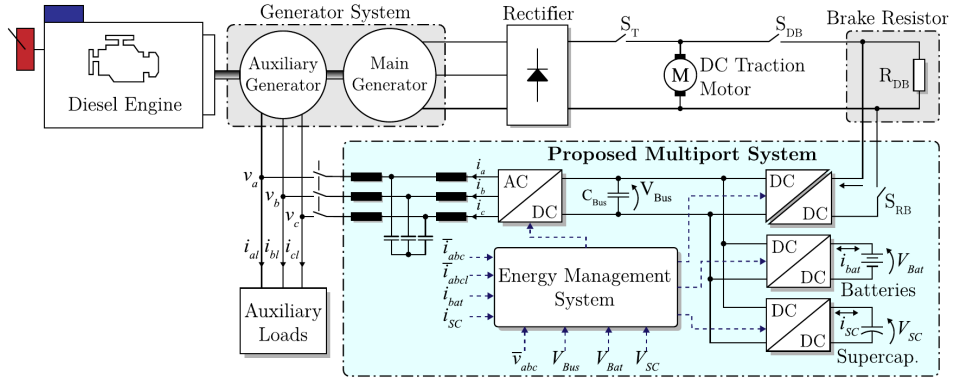 Generator System
Rectifier
Brake Resistor
Diesel Engine
Auxiliary
Generator
Main
Generator
S_T
S_DB
M
DC Traction
Motor
R_DB
Proposed Multiport System
v_a
v_b
v_c
i_a
i_b
i_c
AC
DC
C_Bus
V_Bus
DC
DC
S_RB
i_al i_bl i_cl
Auxiliary
Loads
i̅_abc
i̅_abcl
i_bat
i_SC
Energy Management
System
v̅_abc V_Bus V_Bat V_SC
DC
DC
i_bat
V_Bat
Batteries
DC
DC
i_SC
V_SC
Supercap.